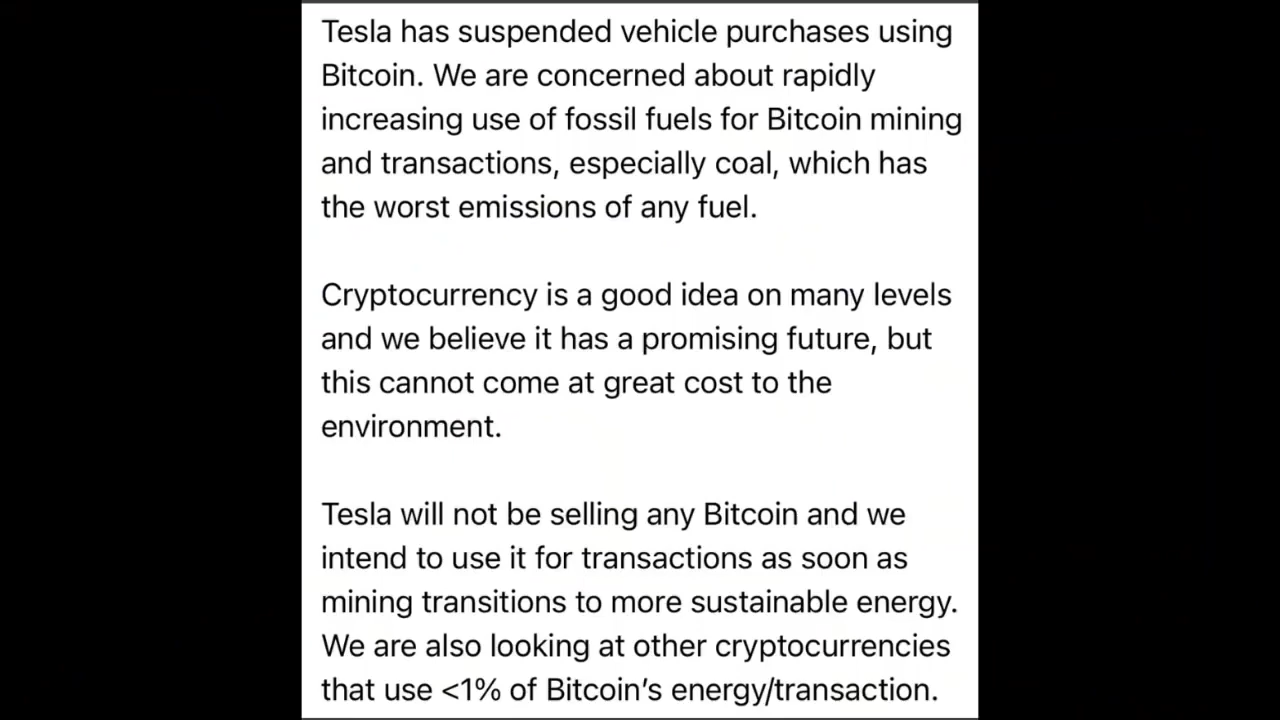 Tesla has suspended vehicle purchases using
Bitcoin. We are concerned about rapidly
increasing use of fossil fuels for Bitcoin mining
and transactions, especially coal, which has
the worst emissions of any fuel.
Cryptocurrency is a good idea on many levels
and we believe it has a promising future, but
this cannot come at great cost to the
environment.
Tesla will not be selling any Bitcoin and we
intend to use it for transactions as soon as
mining transitions to more sustainable energy.
We are also looking at other cryptocurrencies
that use <1% of Bitcoin’s energy/transaction.